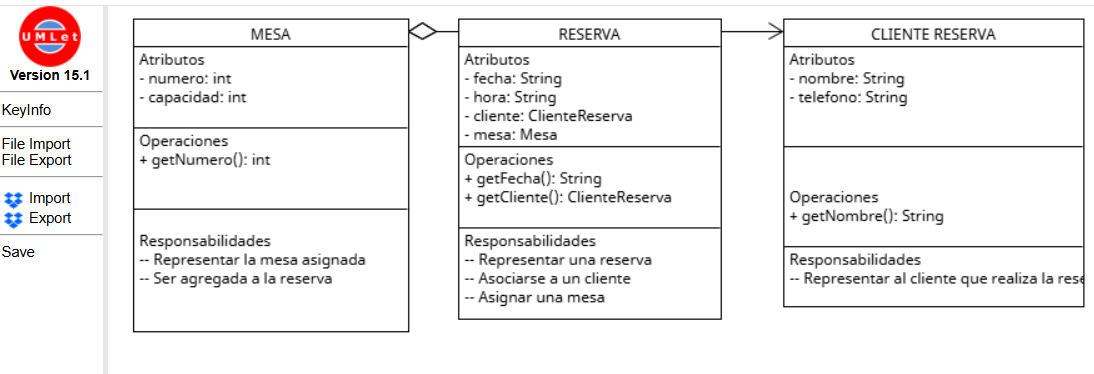 UMLet
Version 15.1
KeyInfo
File Import
File Export
Import
Export
Save
MESA
Atributos
- numero: int
- capacidad: int
Operaciones
+ getNumero(): int
Responsabilidades
-- Representar la mesa asignada
-- Ser agregada a la reserva
RESERVA
Atributos
- fecha: String
- hora: String
- cliente: ClienteReserva
- mesa: Mesa
Operaciones
+ getFecha(): String
+ getCliente(): ClienteReserva
Responsabilidades
-- Representar una reserva
-- Asociarse a un cliente
-- Asignar una mesa
CLIENTE RESERVA
Atributos
- nombre: String
- telefono: String
Operaciones
+ getNombre(): String
Responsabilidades
-- Representar al cliente que realiza la rese